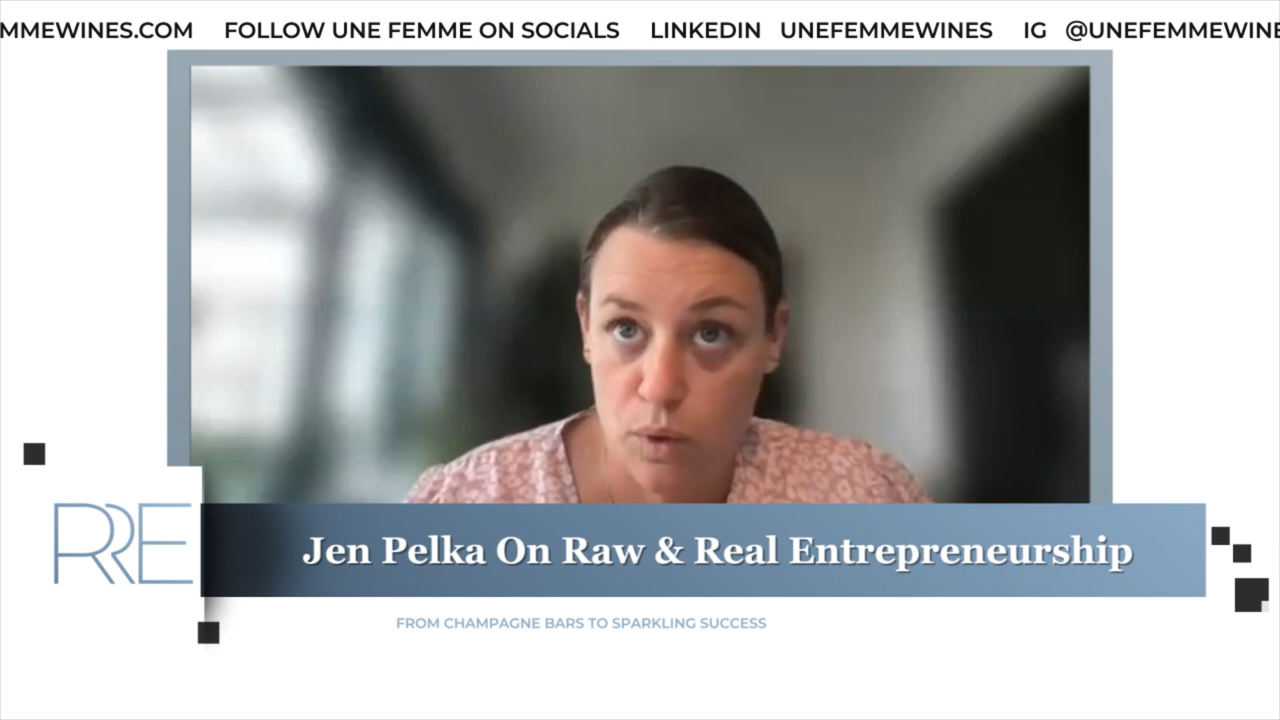 MMEWINES.COM FOLLOW UNE FEMME ON SOCIALS LINKEDIN UNEFEMMEWINES IG @UNEFEMMEWINE
RRE
Jen Pelka On Raw & Real Entrepreneurship
FROM CHAMPAGNE BARS TO SPARKLING SUCCESS